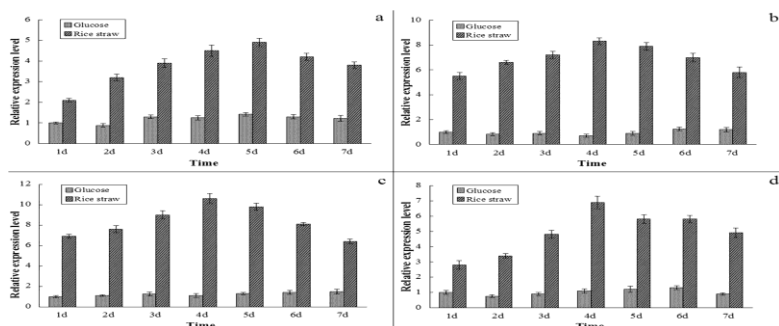 a
Glucose
Rice straw
Relative expression level
6
5
4
3
2
1
0
1d 2d 3d 4d 5d 6d 7d
Time
b
Glucose
Rice straw
Relative expression level
10
8
6
4
2
0
1d 2d 3d 4d 5d 6d 7d
Time
c
Glucose
Rice straw
Relative expression level
12
10
8
6
4
2
0
1d 2d 3d 4d 5d 6d 7d
Time
d
Glucose
Rice straw
Relative expression level
8
7
6
5
4
3
2
1
0
1d 2d 3d 4d 5d 6d 7d
Time